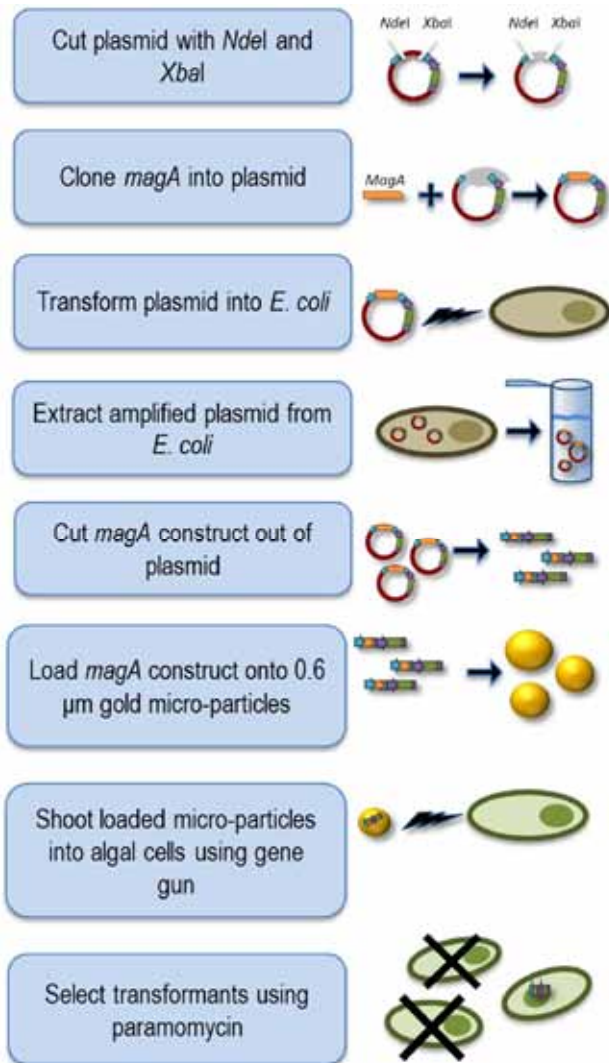 Cut plasmid with NdeI and
XbaI
NdeI XbaI
NdeI XbaI
Clone magA into plasmid
MagA
Transform plasmid into E. coli
Extract amplified plasmid from
E. coli
Cut magA construct out of
plasmid
Load magA construct onto 0.6
µm gold micro-particles
Shoot loaded micro-particles
into algal cells using gene
gun
Select transformants using
paramomycin